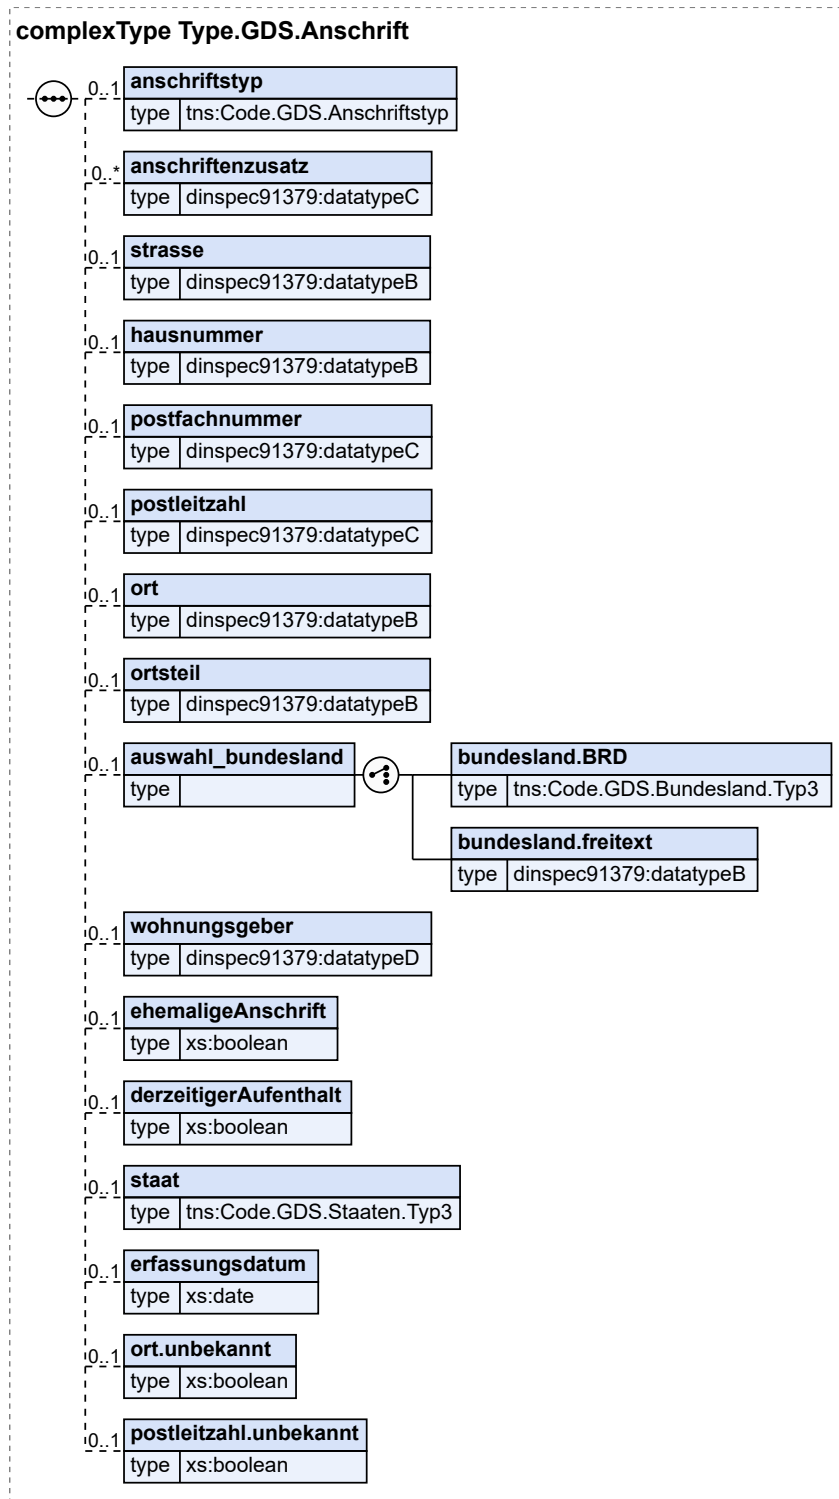 complexType Type.GDS.Anschrift
0..1 anschriftstyp
type tns:Code.GDS.Anschriftstyp
0..* anschriftenzusatz
type dinspec91379:datatypeC
0..1 strasse
type dinspec91379:datatypeB
0..1 hausnummer
type dinspec91379:datatypeB
0..1 postfachnummer
type dinspec91379:datatypeC
0..1 postleitzahl
type dinspec91379:datatypeC
0..1 ort
type dinspec91379:datatypeB
0..1 ortsteil
type dinspec91379:datatypeB
0..1 auswahl_bundesland bundesland.BRD
type type tns:Code.GDS.Bundesland.Typ3
bundesland.freitext
type dinspec91379:datatypeB
0..1 wohnungsgeber
type dinspec91379:datatypeD
0..1 ehemaligeAnschrift
type xs:boolean
0..1 derzeitigerAufenthalt
type xs:boolean
0..1 staat
type tns:Code.GDS.Staaten.Typ3
0..1 erfassungsdatum
type xs:date
0..1 ort.unbekannt
type xs:boolean
0..1 postleitzahl.unbekannt
type xs:boolean